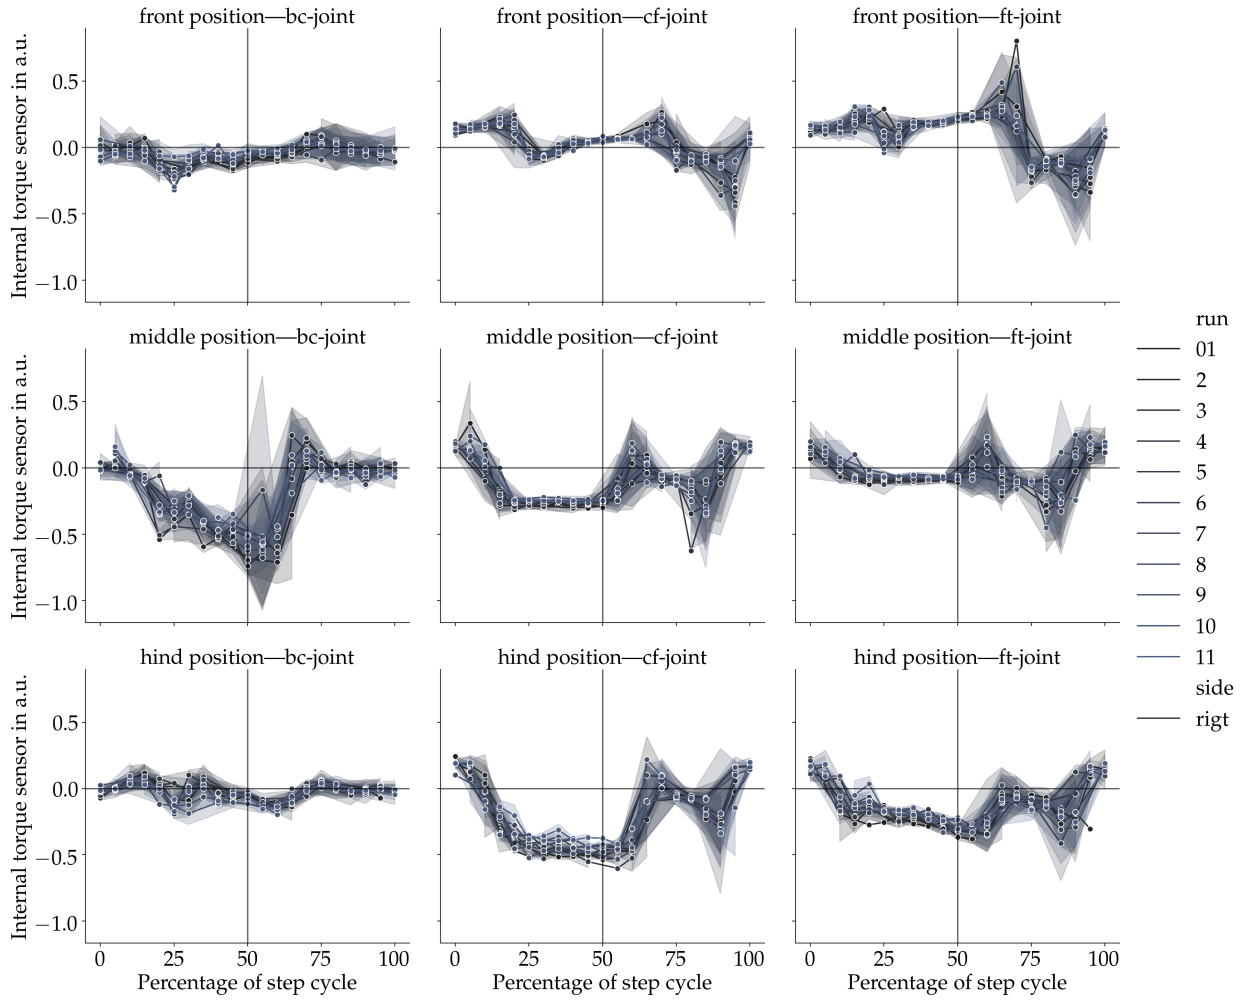 front position—bc-joint
front position—cf-joint
front position—ft-joint
Internal torque sensor in a.u.
0.5
0.0
−0.5
−1.0
middle position—bc-joint
middle position—cf-joint
middle position—ft-joint
Internal torque sensor in a.u.
0.5
0.0
−0.5
−1.0
hind position—bc-joint
hind position—cf-joint
hind position—ft-joint
Internal torque sensor in a.u.
0.5
0.0
−0.5
−1.0
0 25 50 75 100
0 25 50 75 100
0 25 50 75 100
Percentage of step cycle
Percentage of step cycle
Percentage of step cycle
run
01
2
3
4
5
6
7
8
9
10
11
side
rigt